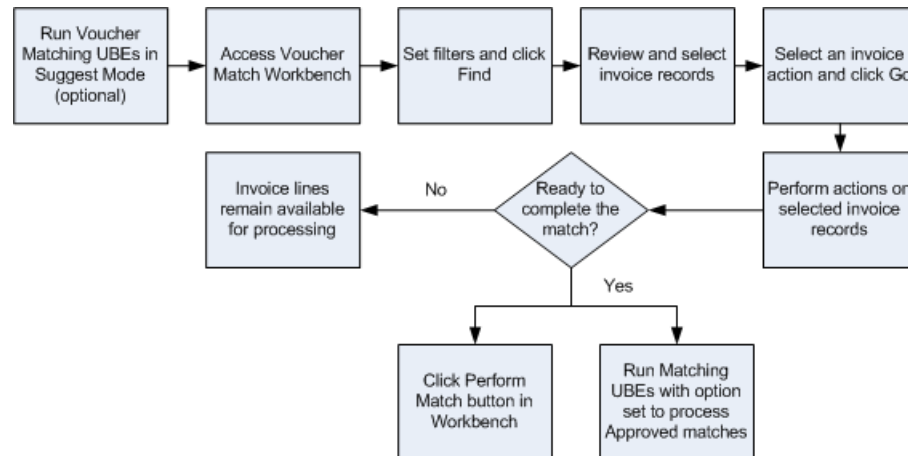 Run Voucher
Matching UBEs in
Suggest Mode
(optional)
Access Voucher
Match Workbench
Set filters and click
Find
Review and select
invoice records
Select an invoice
action and click Go
Perform actions on
selected invoice
records
Ready to
complete the
match?
No
Invoice lines
remain available
for processing
Yes
Click Perform
Match button in
Workbench
Run Matching
UBEs with option
set to process
Approved matches